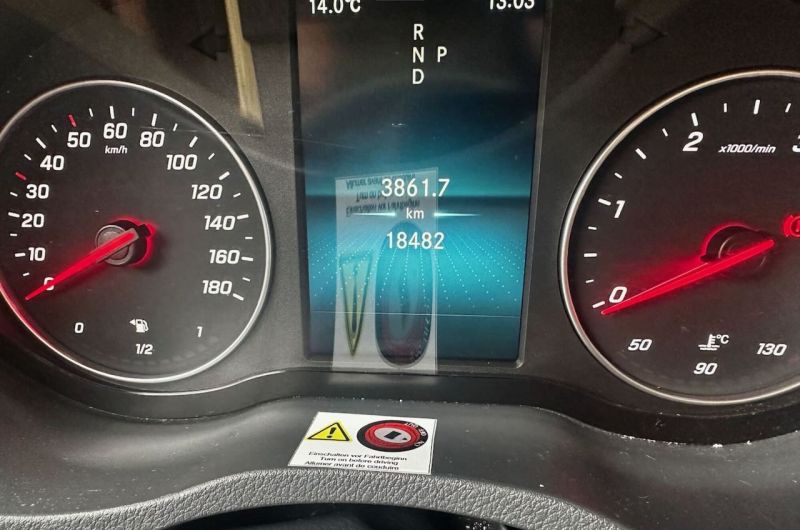 14.0°C 13:03
R
N P
D
50 60 80
km/h
40 100
30 120
20 140
10 160
0 180
0 1
1/2
3861.7
km
18482
2 3
x1000/min
1
0
50 °C 130
90
Einschalten vor Fahrtbeginn
Turn on before driving
Allumer avant de conduire